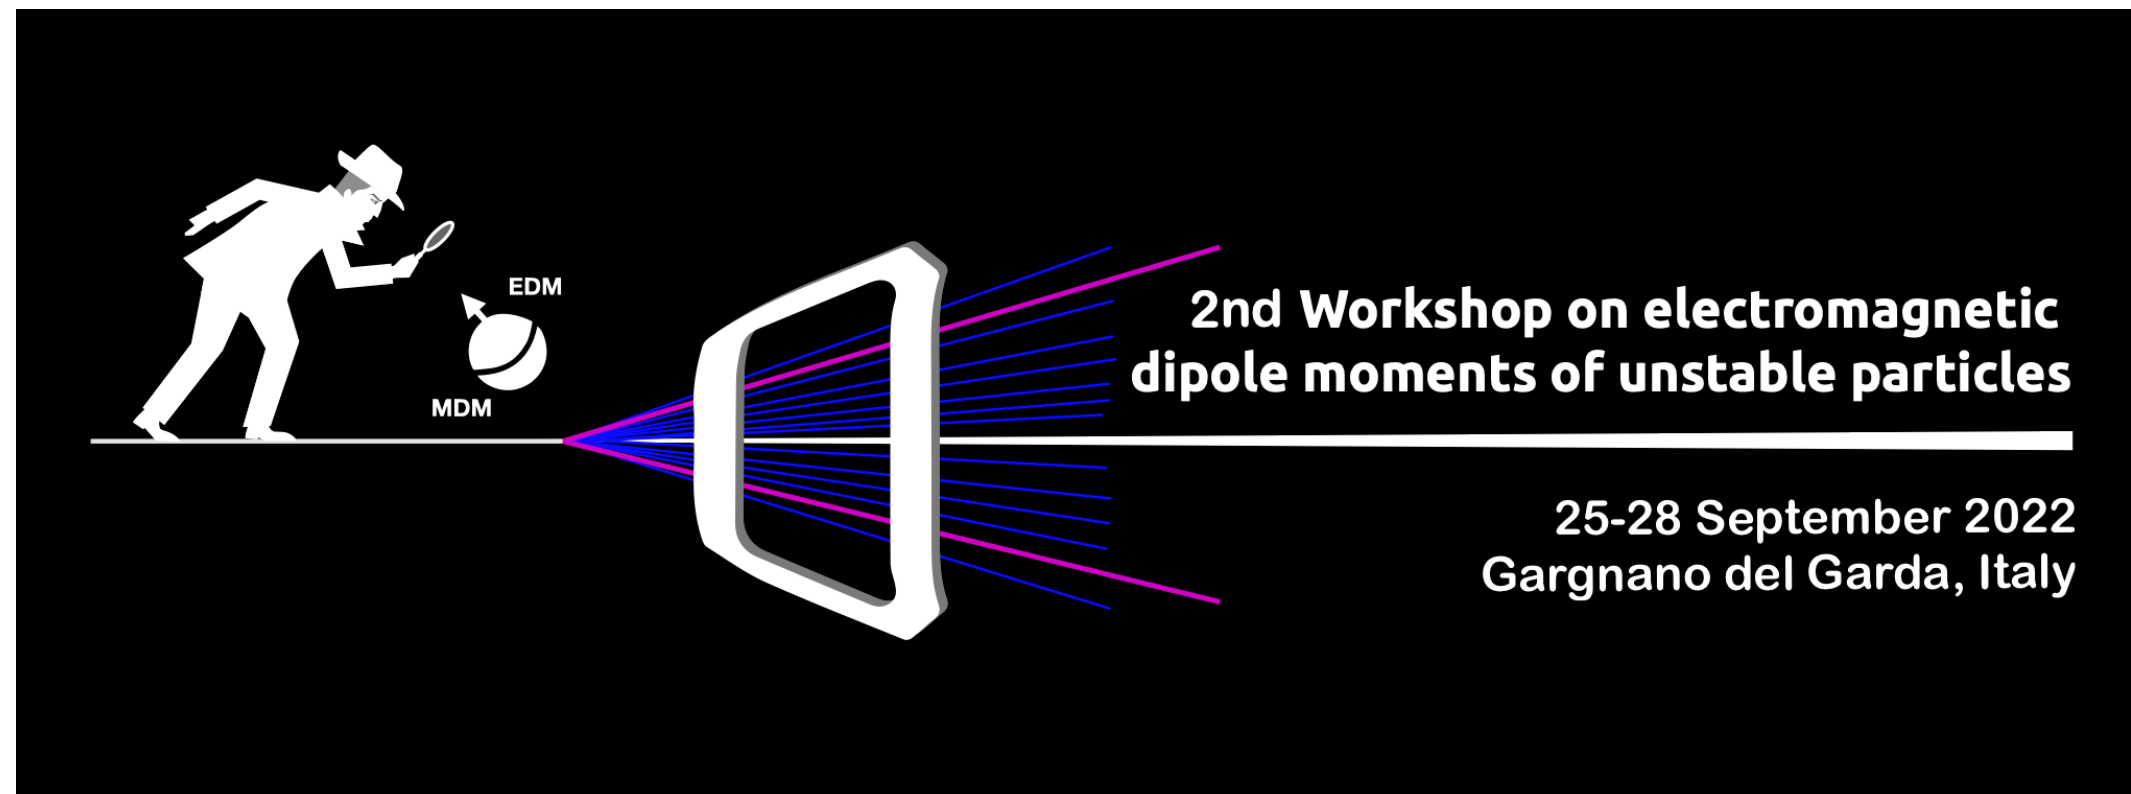 EDM
MDM
2nd Workshop on electromagnetic
dipole moments of unstable particles
25-28 September 2022
Gargnano del Garda, Italy